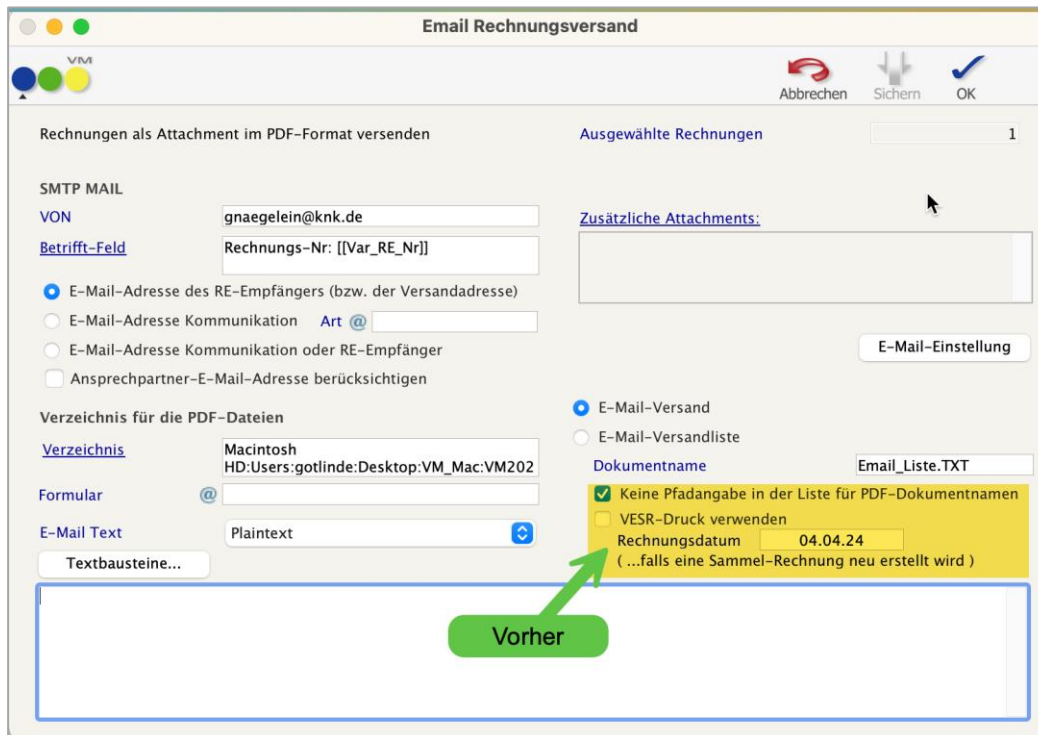 Email Rechnungsversand
VM
Abbrechen
Sichern
OK
Rechnungen als Attachment im PDF-Format versenden
Ausgewählte Rechnungen
1
SMTP MAIL
VON
gnaegelein@knk.de
Zusätzliche Attachments:
Betrifft-Feld
Rechnungs-Nr: [[Var_RE_Nr]]
E-Mail-Adresse des RE-Empfängers (bzw. der Versandadresse)
E-Mail-Adresse Kommunikation Art @
E-Mail-Adresse Kommunikation oder RE-Empfänger
E-Mail-Einstellung
Ansprechpartner-E-Mail-Adresse berücksichtigen
Verzeichnis für die PDF-Dateien
E-Mail-Versand
E-Mail-Versandliste
Verzeichnis
Macintosh
HD:Users:gotlinde:Desktop:VM_Mac:VM202
Dokumentname
Email_Liste.TXT
Formular @
Keine Pfadangabe in der Liste für PDF-Dokumentnamen
E-Mail Text
Plaintext
VESR-Druck verwenden
Rechnungsdatum 04.04.24
Textbausteine...
( ...falls eine Sammel-Rechnung neu erstellt wird )
Vorher